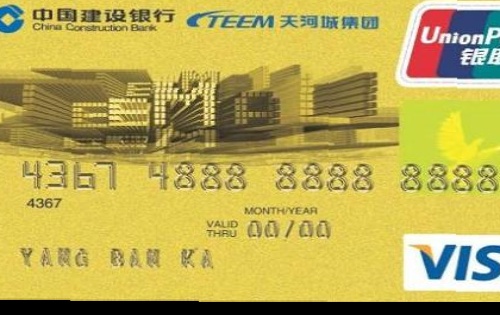 中国建设银行 TEEM 天河城集团
China Construction Bank
UnionP
银联
4367 4888 8888 8888
4367
MONTH/YEAR
VALID THRU 00/00
YANG BAN KA
VIS